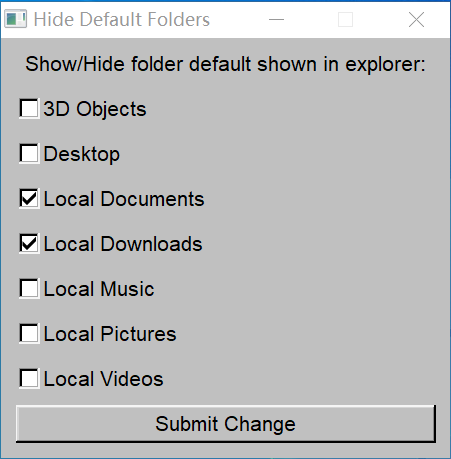 Hide Default Folders
Show/Hide folder default shown in explorer:
3D Objects
Desktop
Local Documents
Local Downloads
Local Music
Local Pictures
Local Videos
Submit Change